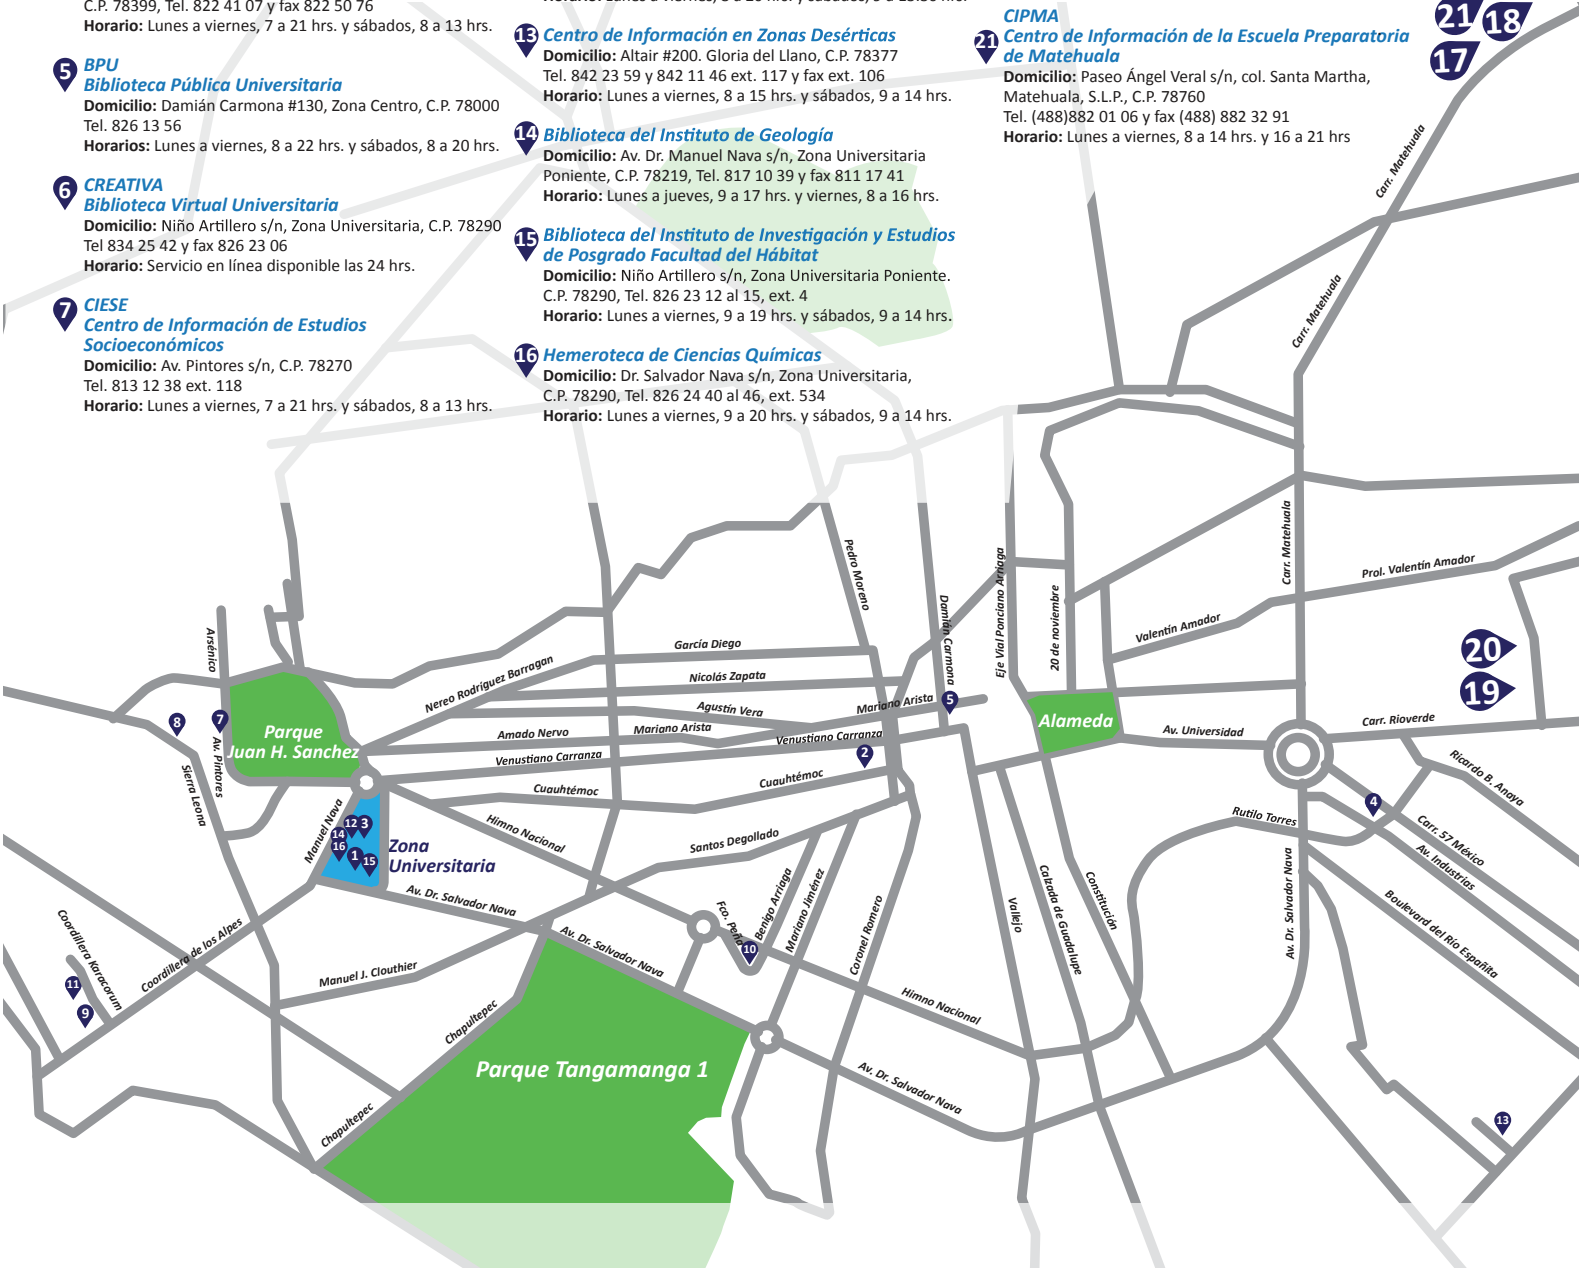 C.P. 78399, Tel. 822 41 07 y fax 822 50 76
Horario: Lunes a viernes, 7 a 21 hrs. y sábados, 8 a 13 hrs.
5 BPU
Biblioteca Pública Universitaria
Domicilio: Damián Carmona #130, Zona Centro, C.P. 78000
Tel. 826 13 56
Horarios: Lunes a viernes, 8 a 22 hrs. y sábados, 8 a 20 hrs.
6 CREATIVA
Biblioteca Virtual Universitaria
Domicilio: Niño Artillero s/n, Zona Universitaria, C.P. 78290
Tel 834 25 42 y fax 826 23 06
Horario: Servicio en línea disponible las 24 hrs.
7 CIESE
Centro de Información de Estudios
Socioeconómicos
Domicilio: Av. Pintores s/n, C.P. 78270
Tel. 813 12 38 ext. 118
Horario: Lunes a viernes, 7 a 21 hrs. y sábados, 8 a 13 hrs.
13 Centro de Información en Zonas Desérticas
Domicilio: Altair #200. Gloria del Llano, C.P. 78377
Tel. 842 23 59 y 842 11 46 ext. 117 y fax ext. 106
Horario: Lunes a viernes, 8 a 15 hrs. y sábados, 9 a 14 hrs.
14 Biblioteca del Instituto de Geología
Domicilio: Av. Dr. Manuel Nava s/n, Zona Universitaria
Poniente, C.P. 78219, Tel. 817 10 39 y fax 811 17 41
Horario: Lunes a jueves, 9 a 17 hrs. y viernes, 8 a 16 hrs.
15 Biblioteca del Instituto de Investigación y Estudios
de Posgrado Facultad del Hábitat
Domicilio: Niño Artillero s/n, Zona Universitaria Poniente.
C.P. 78290, Tel. 826 23 12 al 15, ext. 4
Horario: Lunes a viernes, 9 a 19 hrs. y sábados, 9 a 14 hrs.
16 Hemeroteca de Ciencias Químicas
Domicilio: Dr. Salvador Nava s/n, Zona Universitaria,
C.P. 78290, Tel. 826 24 40 al 46, ext. 534
Horario: Lunes a viernes, 9 a 20 hrs. y sábados, 9 a 14 hrs.
CIPMA
21 Centro de Información de la Escuela Preparatoria
de Matehuala
Domicilio: Paseo Ángel Veral s/n, col. Santa Martha,
Matehuala, S.L.P., C.P. 78760
Tel. (488)882 01 06 y fax (488) 882 32 91
Horario: Lunes a viernes, 8 a 14 hrs. y 16 a 21 hrs
21 18
17
Carr. Matehuala
Carr. Matehuala
Carr. Matehuala
Prol. Valentín Amador
Valentín Amador
20 de noviembre
Eje Vial Ponciano Arriaga
Damián Carmona
Pedro Moreno
García Diego
Nicolás Zapata
Nereo Rodríguez Barragan
Agustín Vera
Mariano Arista
Mariano Arista
Amado Nervo
Venustiano Carranza
Venustiano Carranza
Cuauhtémoc
Cuauhtémoc
5
2
20
19
Alameda
Av. Universidad
Carr. Rioverde
Ricardo B. Anaya
4
Rutilo Torres
Carr. 57 México
Av. Industrias
Boulevard del Río Españita
Av. Dr. Salvador Nava
Arsénico
8
7
Parque
Juan H. Sanchez
Av. Pintores
Sierra Leona
Manuel Nava
12 3
14
16
1 15
Zona
Universitaria
Himno Nacional
Santos Degollado
Av. Dr. Salvador Nava
Av. Dr. Salvador Nava
Fco. Peña
Benigo Arriaga
Mariano Jiménez
Coronel Romero
10
Vallejo
Calzada de Guadalupe
Constitución
Himno Nacional
Coordillera Karacorum
Coordillera de los Alpes
11
9
Manuel J. Clouthier
Chapultepec
Chapultepec
Parque Tangamanga 1
Av. Dr. Salvador Nava
13